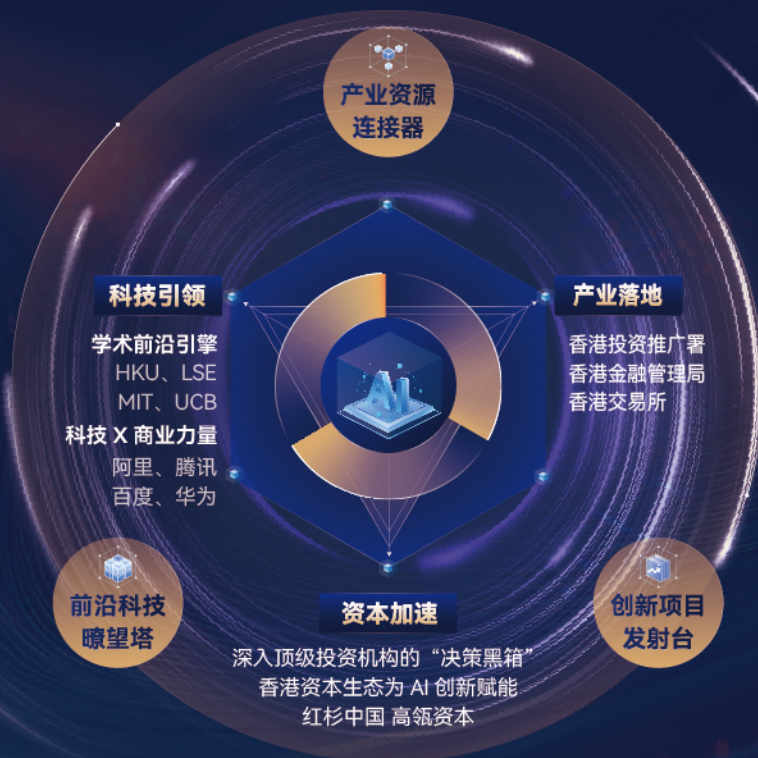 产业资源
连接器
科技引领
学术前沿引擎
HKU、LSE
MIT、UCB
科技 X 商业力量
阿里、腾讯
百度、华为
产业落地
香港投资推广署
香港金融管理局
香港交易所
AI
前沿科技
瞭望塔
创新项目
发射台
资本加速
深入顶级投资机构的“决策黑箱”
香港资本生态为 AI 创新赋能
红杉中国 高瓴资本